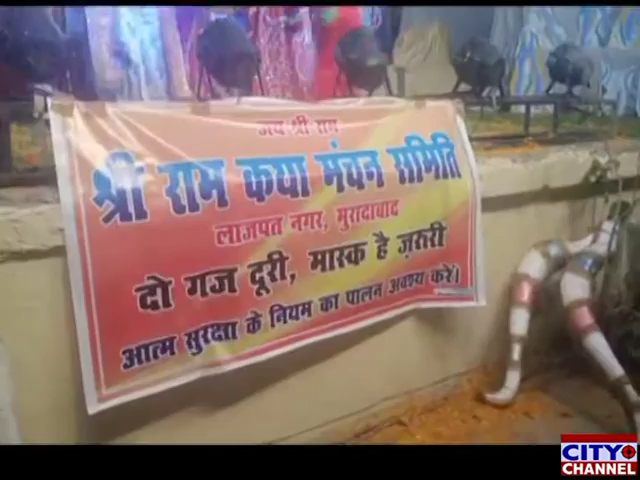 जय श्री राम
श्री राम कथा मंचन समिति
लाजपत नगर, मुरादाबाद
दो गज दूरी, मास्क है ज़रूरी
आत्म सुरक्षा के नियम का पालन अवश्य करें।
CITY
CHANNEL